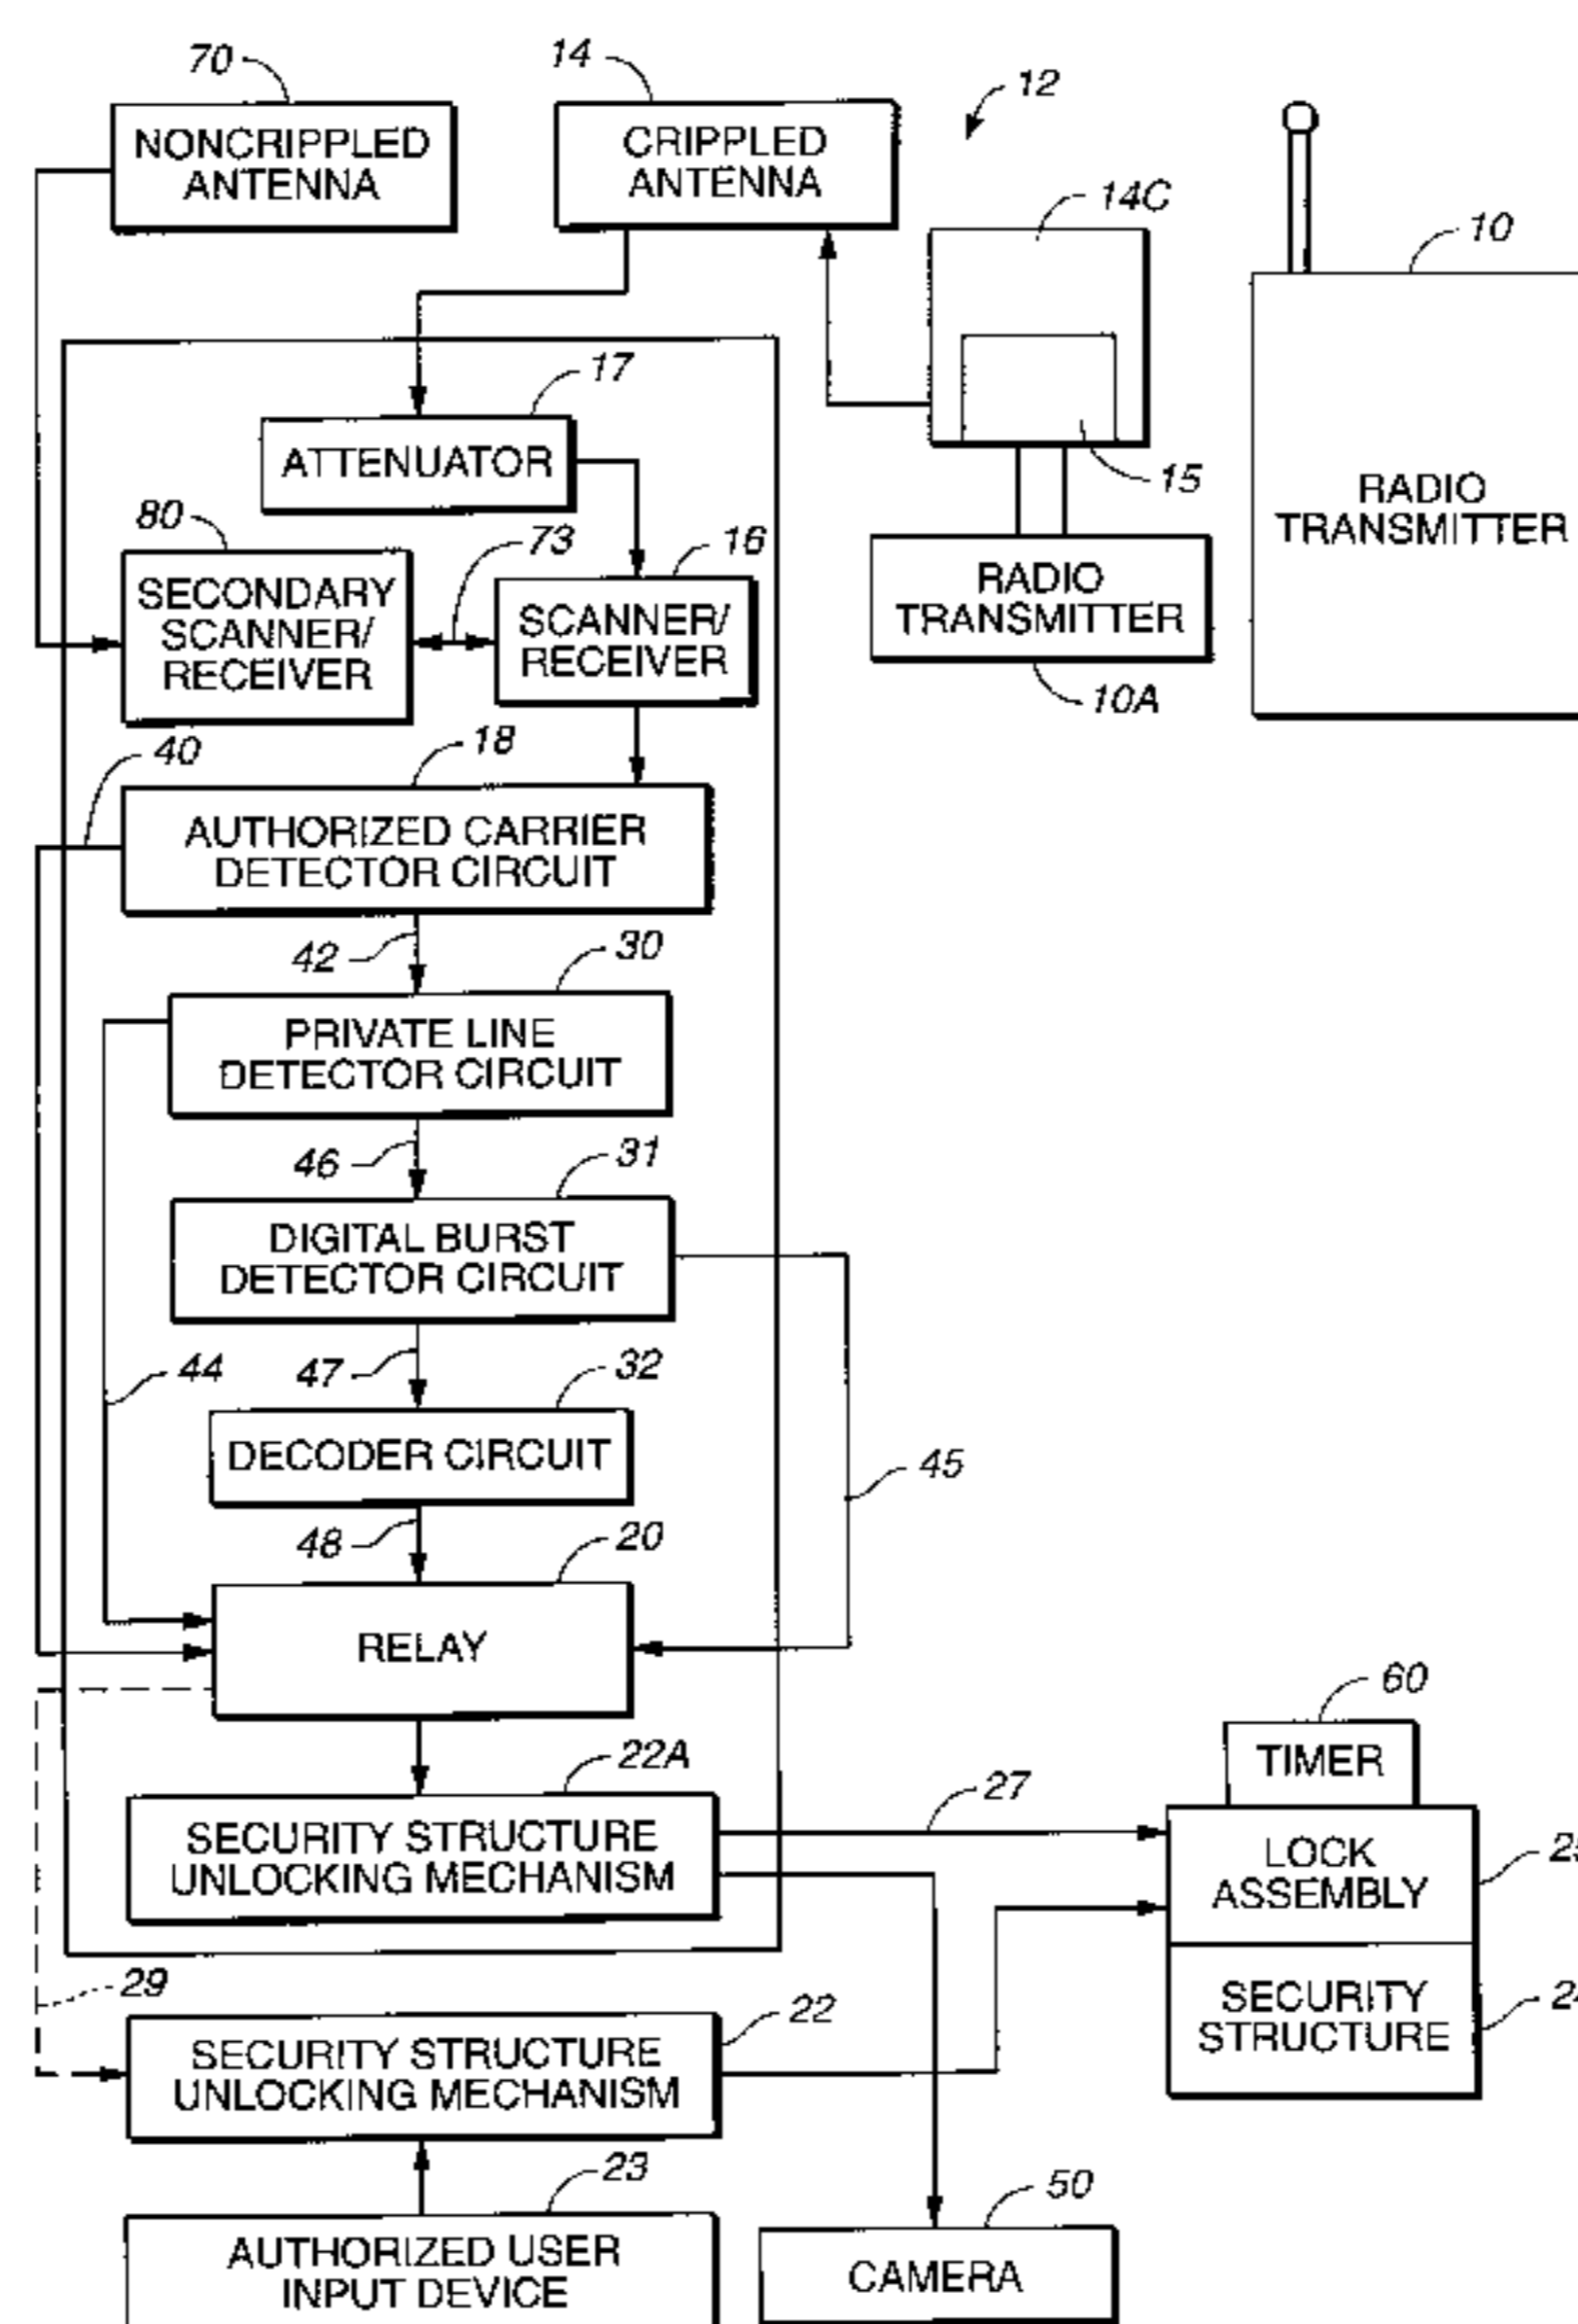 70
14
12
NONCRIPPLED
ANTENNA
CRIPPLED
ANTENNA
14C
10
17
ATTENUATOR
15
RADIO
TRANSMITTER
80
73
16
SECONDARY
SCANNER/
RECEIVER
SCANNER/
RECEIVER
RADIO
TRANSMITTER
10A
40
18
AUTHORIZED CARRIER
DETECTOR CIRCUIT
42
30
PRIVATE LINE
DETECTOR CIRCUIT
46
31
DIGITAL BURST
DETECTOR CIRCUIT
44
47
32
DECODER CIRCUIT
45
48
20
RELAY
60
TIMER
22A
27
SECURITY STRUCTURE
UNLOCKING MECHANISM
LOCK
ASSEMBLY
29
SECURITY
STRUCTURE
22
SECURITY STRUCTURE
UNLOCKING MECHANISM
23
50
AUTHORIZED USER
INPUT DEVICE
CAMERA